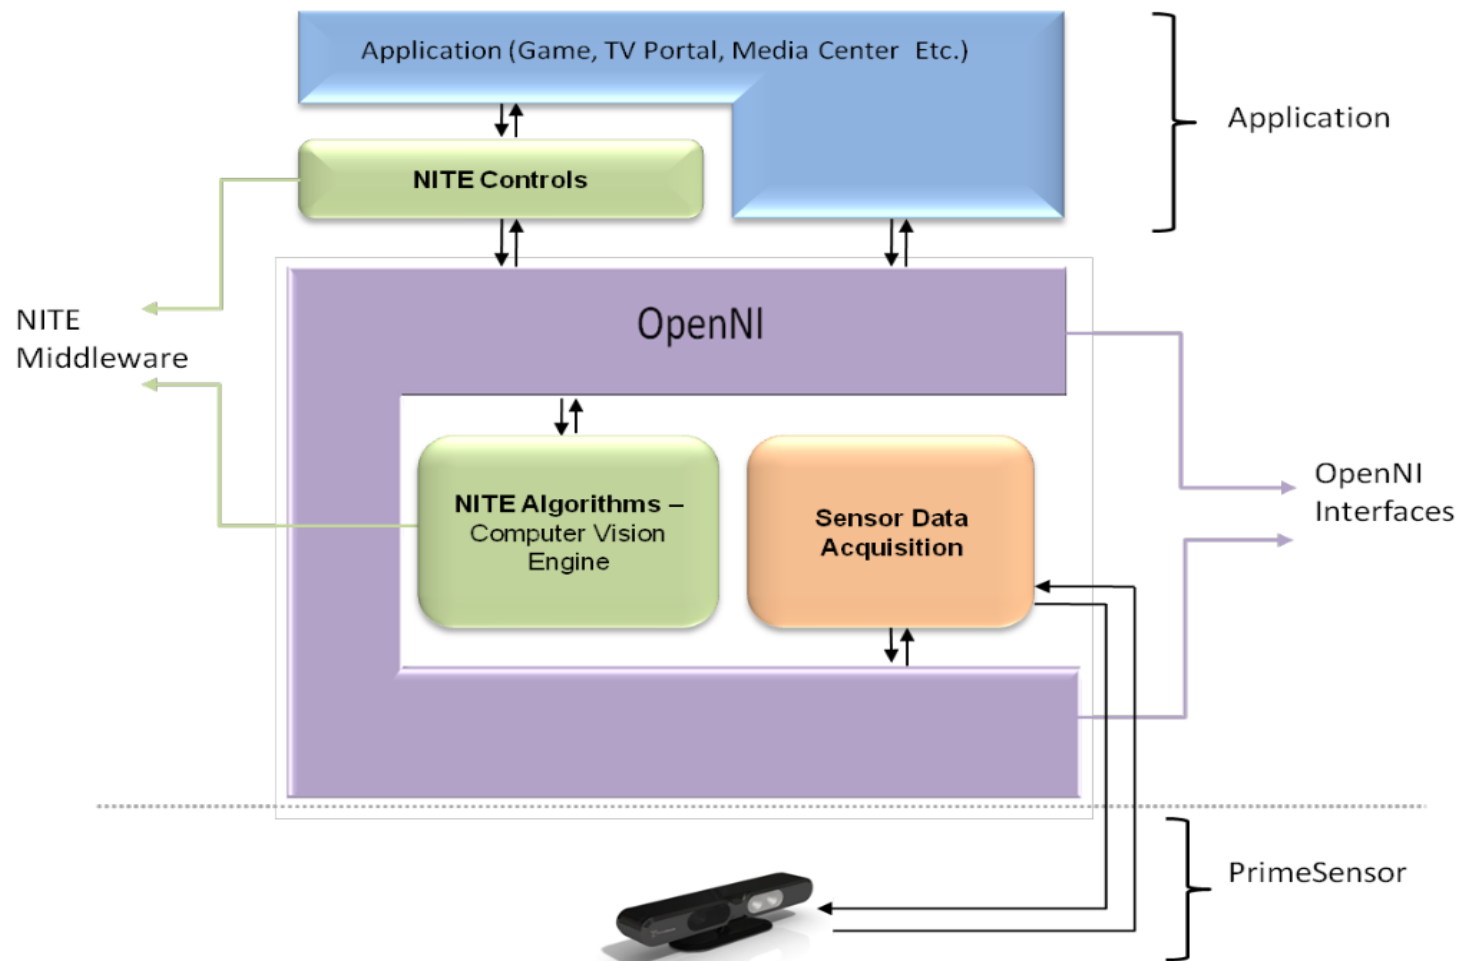 Application (Game, TV Portal, Media Center Etc.)
Application
NITE Controls
NITE
Middleware
OpenNI
NITE Algorithms –
Computer Vision
Engine
Sensor Data
Acquisition
OpenNI
Interfaces
PrimeSensor